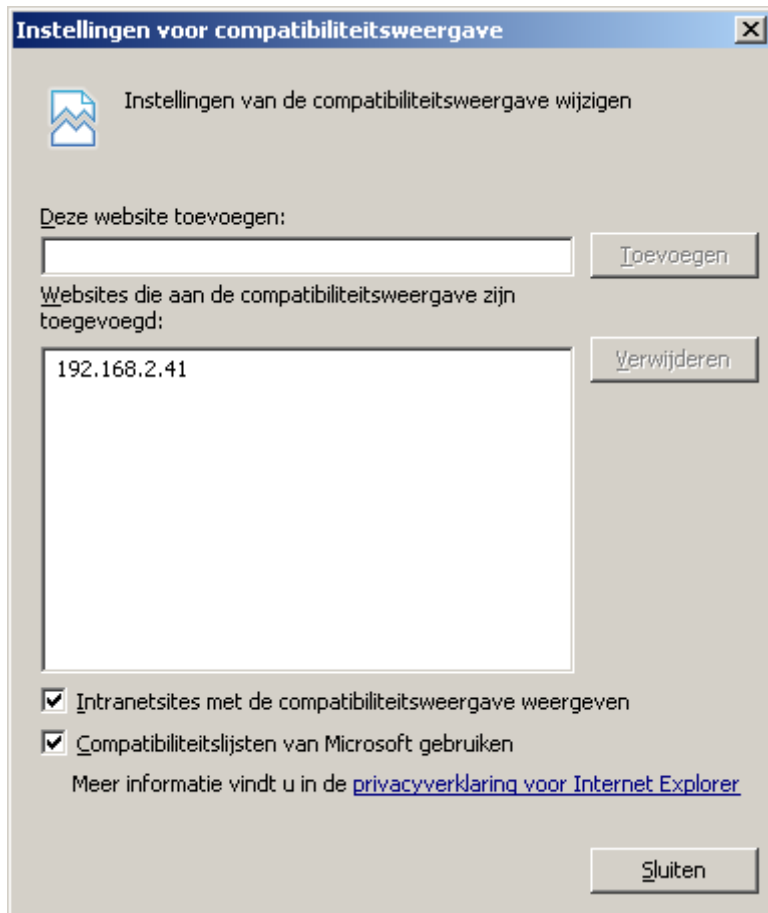 Instellingen voor compatibiliteitsweergave
Instellingen van de compatibiliteitsweergave wijzigen
Deze website toevoegen:
Toevoegen
Websites die aan de compatibiliteitsweergave zijn
toegevoegd:
192.168.2.41
Verwijderen
Intranetsites met de compatibiliteitsweergave weergeven
Compatibiliteitslijsten van Microsoft gebruiken
Meer informatie vindt u in de privacyverklaring voor Internet Explorer
Sluiten